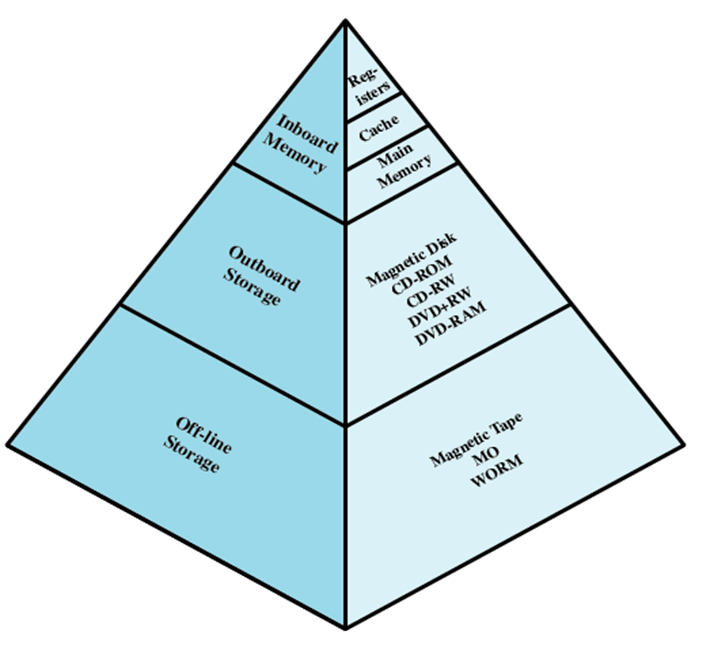 Inboard
Memory
Outboard
Storage
Off-line
Storage
Reg-
isters
Cache
Main
Memory
Magnetic Disk
CD-ROM
CD-RW
DVD+RW
DVD-RAM
Magnetic Tape
MO
WORM